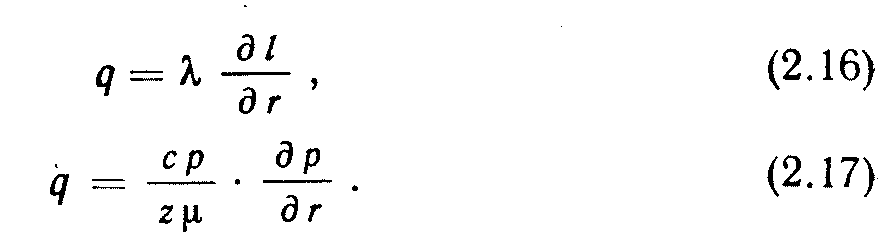 q = λ ∂l/∂r , (2.16)
q = cp/zμ · ∂p/∂r . (2.17)